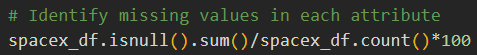 # Identify missing values in each attribute
spacex_df.isnull().sum()/spacex_df.count()*100